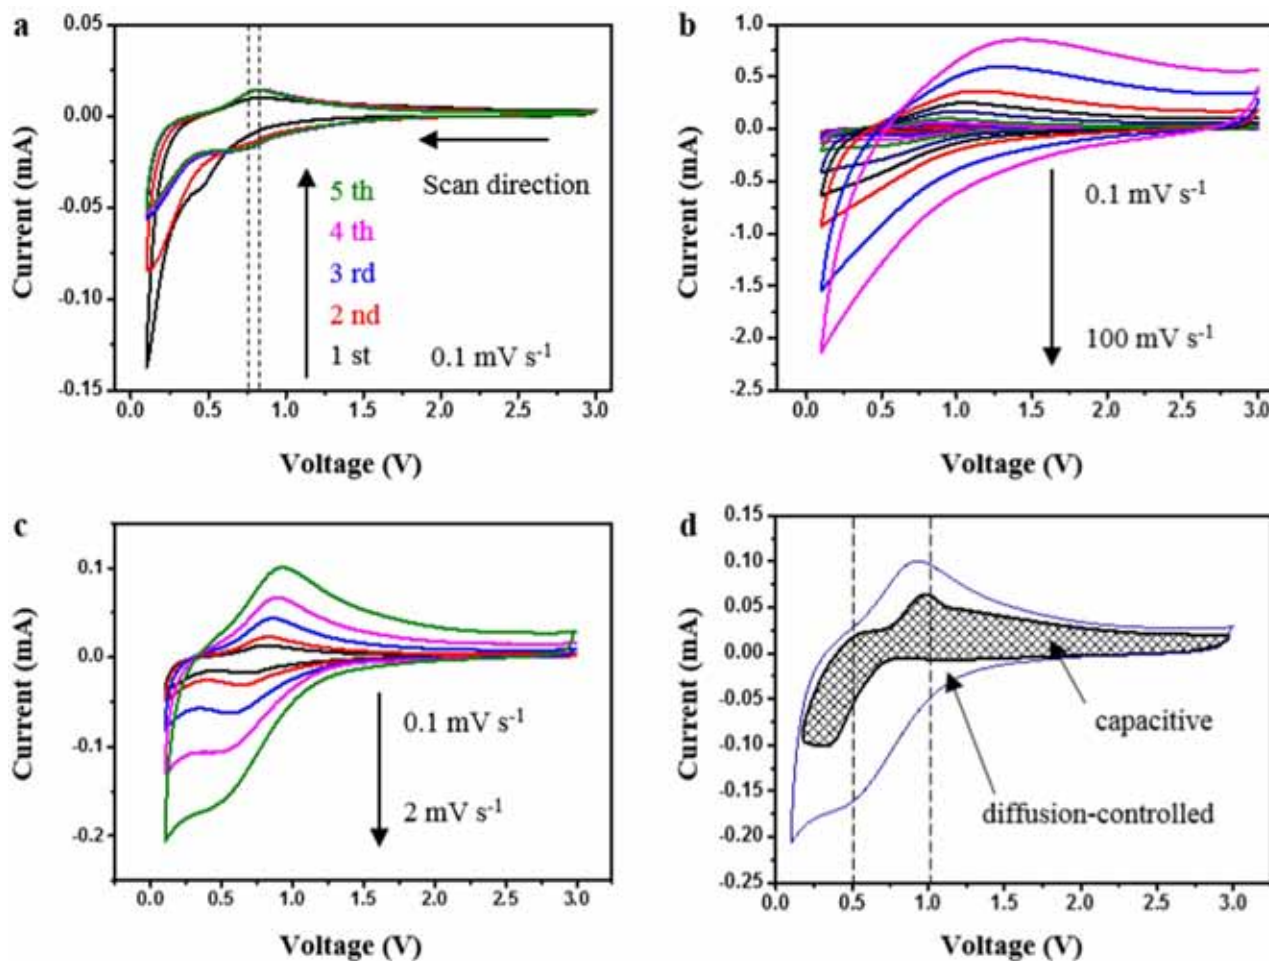 a
0.05
0.00
-0.05
-0.10
-0.15
Current (mA)
Scan direction
5 th
4 th
3 rd
2 nd
1 st
0.1 mV s⁻¹
0.0 0.5 1.0 1.5 2.0 2.5 3.0
Voltage (V)
b
1.0
0.5
0.0
-0.5
-1.0
-1.5
-2.0
-2.5
Current (mA)
0.1 mV s⁻¹
100 mV s⁻¹
0.0 0.5 1.0 1.5 2.0 2.5 3.0
Voltage (V)
c
0.1
0.0
-0.1
-0.2
Current (mA)
0.1 mV s⁻¹
2 mV s⁻¹
0.0 0.5 1.0 1.5 2.0 2.5 3.0
Voltage (V)
d
0.15
0.10
0.05
0.00
-0.05
-0.10
-0.15
-0.20
-0.25
Current (mA)
capacitive
diffusion-controlled
0.0 0.5 1.0 1.5 2.0 2.5 3.0
Voltage (V)